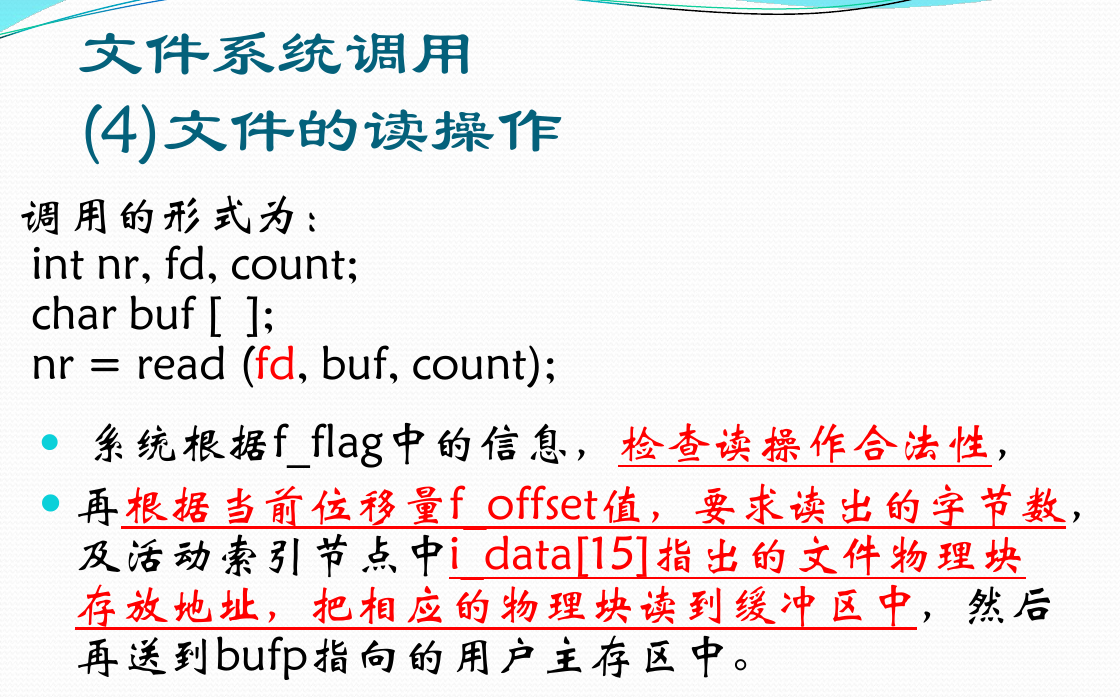 文件系统调用
(4)文件的读操作
调用的形式为：
int nr, fd, count;
char buf [ ];
nr = read (fd, buf, count);
• 系统根据f_flag中的信息，检查读操作合法性，
• 再根据当前位移量f_offset值，要求读出的字节数，
及活动索引节点中i_data[15]指出的文件物理块
存放地址，把相应的物理块读到缓冲区中，然后
再送到bufp指向的用户主存区中。